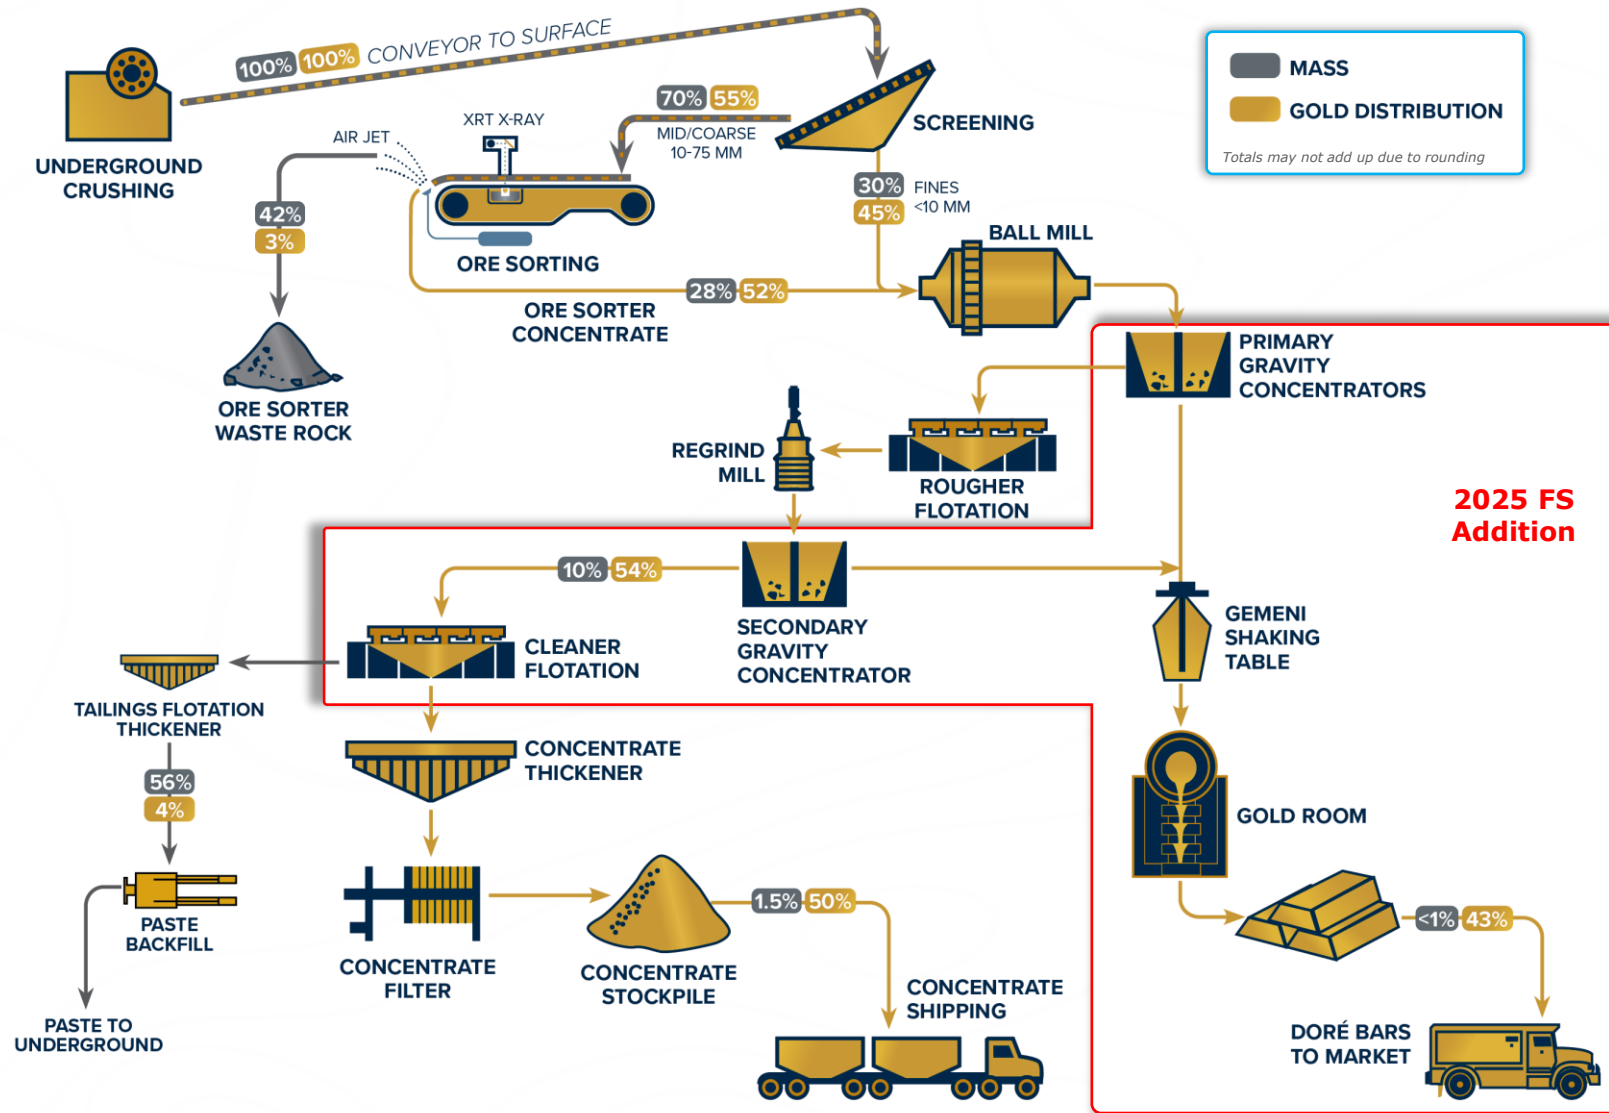 100% 100% CONVEYOR TO SURFACE
UNDERGROUND
CRUSHING
MASS
GOLD DISTRIBUTION
Totals may not add up due to rounding
70% 55%
MID/COARSE
10-75 MM
SCREENING
XRT X-RAY
AIR JET
42%
3%
ORE SORTING
30%
45%
FINES
<10 MM
BALL MILL
28% 52%
ORE SORTER
CONCENTRATE
ORE SORTER
WASTE ROCK
PRIMARY
GRAVITY
CONCENTRATORS
REGRIND
MILL
ROUGHER
FLOTATION
2025 FS
Addition
10% 54%
SECONDARY
GRAVITY
CONCENTRATOR
CLEANER
FLOTATION
GEMENI
SHAKING
TABLE
TAILINGS FLOTATION
THICKENER
56%
4%
CONCENTRATE
THICKENER
GOLD ROOM
PASTE
BACKFILL
PASTE TO
UNDERGROUND
CONCENTRATE
FILTER
CONCENTRATE
STOCKPILE
1.5% 50%
CONCENTRATE
SHIPPING
<1% 43%
DORÉ BARS
TO MARKET